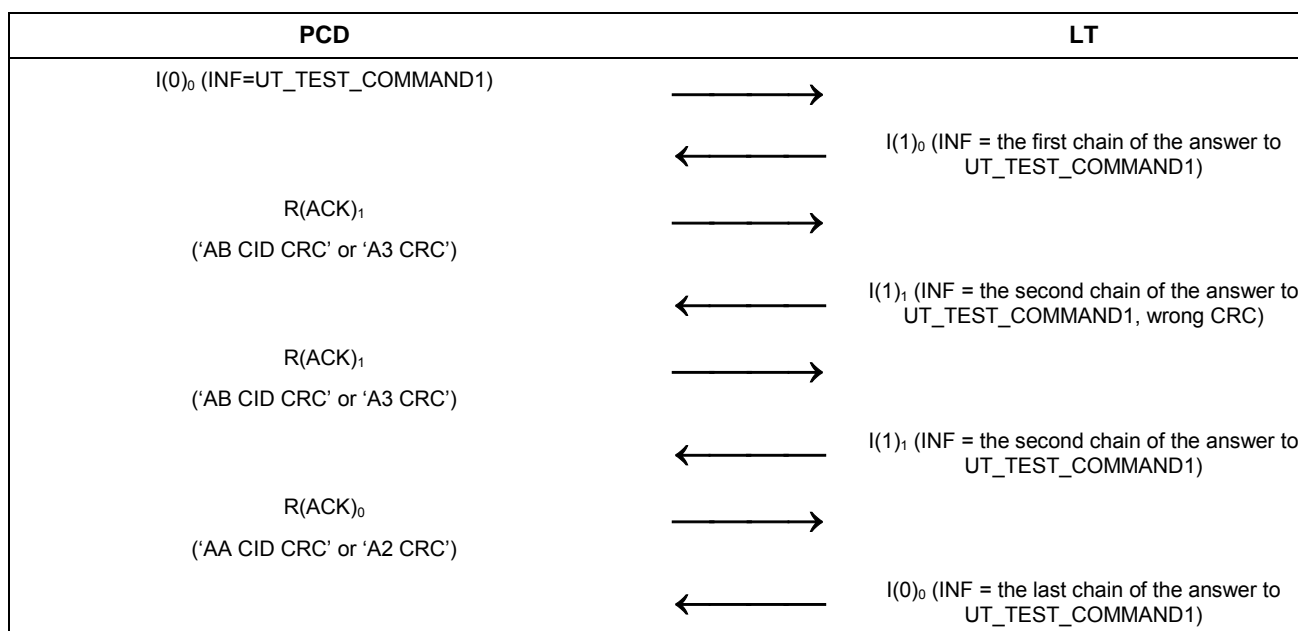 PCD LT
I(0)₀ (INF=UT_TEST_COMMAND1)
I(1)₀ (INF = the first chain of the answer to
UT_TEST_COMMAND1)
R(ACK)₁
(‘AB CID CRC’ or ‘A3 CRC’)
I(1)₁ (INF = the second chain of the answer to
UT_TEST_COMMAND1, wrong CRC)
R(ACK)₁
(‘AB CID CRC’ or ‘A3 CRC’)
I(1)₁ (INF = the second chain of the answer to
UT_TEST_COMMAND1)
R(ACK)₀
(‘AA CID CRC’ or ‘A2 CRC’)
I(0)₀ (INF = the last chain of the answer to
UT_TEST_COMMAND1)